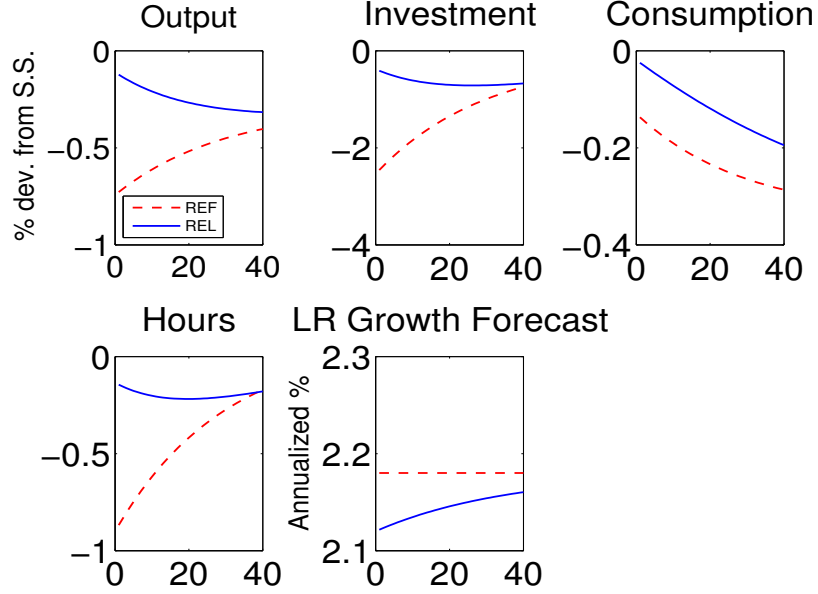 Output
Investment
Consumption
% dev. from S.S.
0
−0.5
−1
REF
REL
0 20 40
0
−2
−4
0 20 40
0
−0.2
−0.4
0 20 40
Hours
LR Growth Forecast
0
−0.5
−1
0 20 40
Annualized %
2.3
2.2
2.1
0 20 40